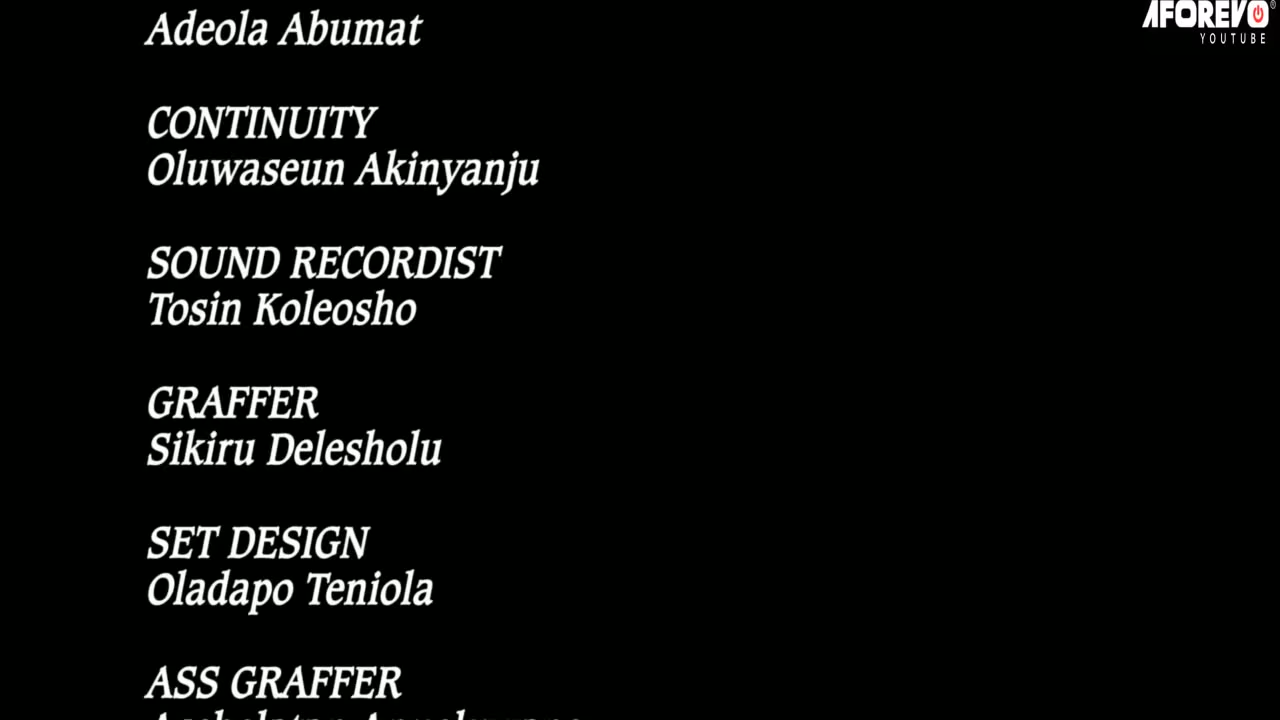 Adeola Abumat
AFOREVO
YOUTUBE
CONTINUITY
Oluwaseun Akinyanju
SOUND RECORDIST
Tosin Koleosho
GRAFFER
Sikiru Delesholu
SET DESIGN
Oladapo Teniola
ASS GRAFFER